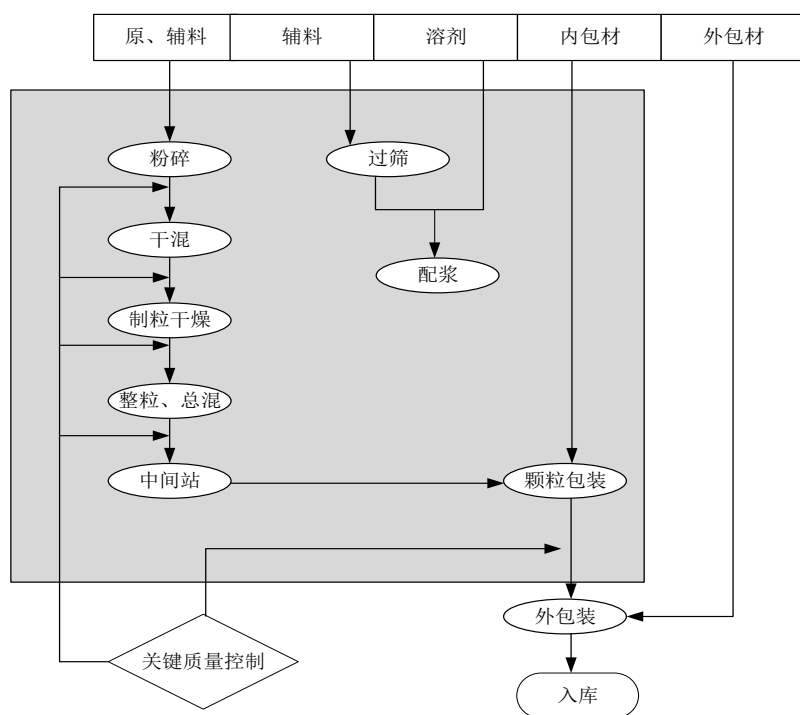 原、辅料
辅料
溶剂
内包材
外包材
粉碎
过筛
干混
配浆
制粒干燥
整粒、总混
中间站
颗粒包装
外包装
关键质量控制
入库